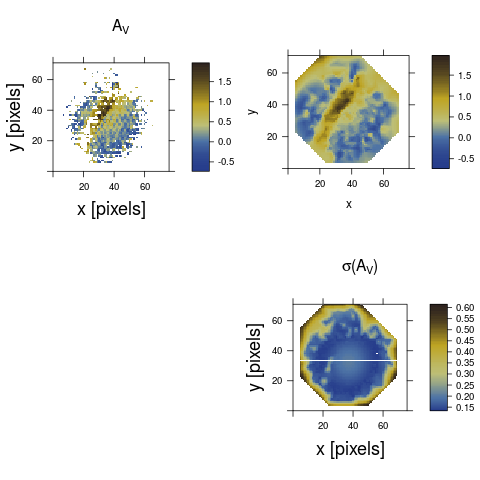 A_V
60
40
20
y [pixels]
20 40 60
x [pixels]
1.5
1.0
0.5
0.0
-0.5
60
40
20
y
20 40 60
x
1.5
1.0
0.5
0.0
-0.5
σ(A_V)
60
40
20
y [pixels]
20 40 60
x [pixels]
0.60
0.55
0.50
0.45
0.40
0.35
0.30
0.25
0.20
0.15